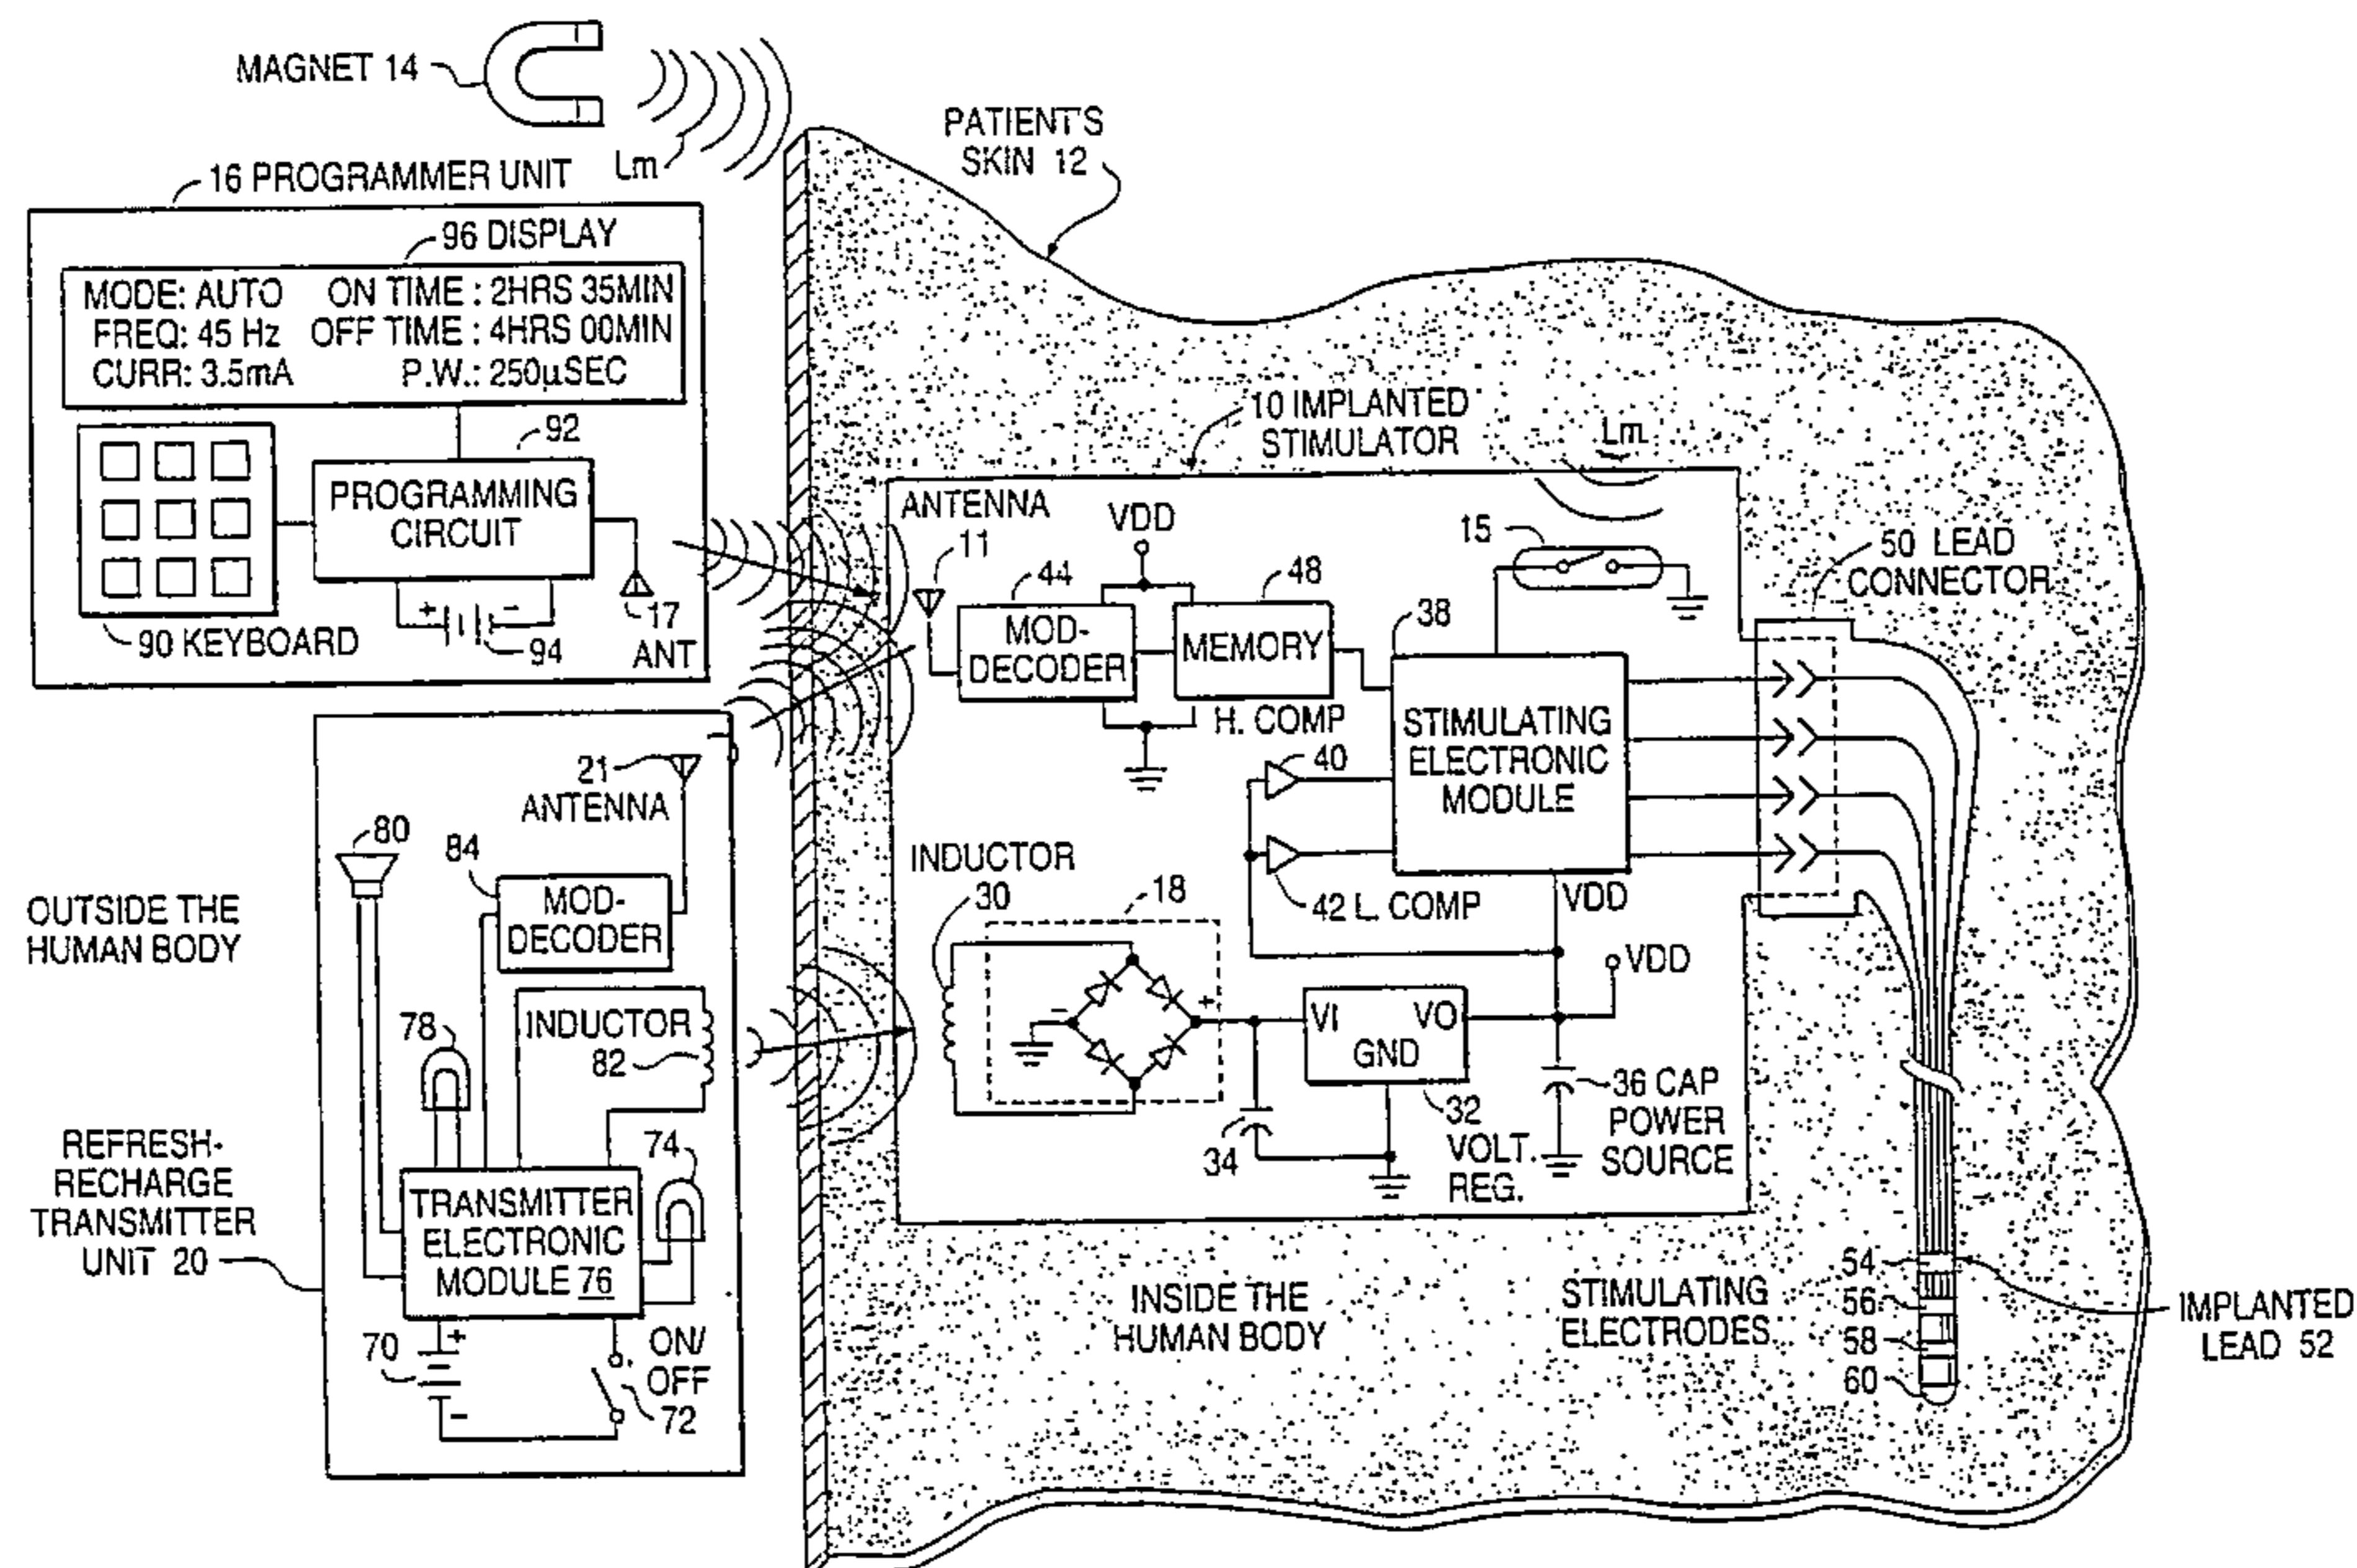 MAGNET 14
Lm
PATIENT'S
SKIN 12
16 PROGRAMMER UNIT
96 DISPLAY
MODE: AUTO ON TIME : 2HRS 35MIN
FREQ: 45 Hz OFF TIME : 4HRS 00MIN
CURR: 3.5mA P.W.: 250µSEC
92
PROGRAMMING
CIRCUIT
+ -
94
17
ANT
90 KEYBOARD
10 IMPLANTED
STIMULATOR
Lm
ANTENNA
11
VDD
15
44
MOD-
DECODER
48
MEMORY
38
50 LEAD
CONNECTOR
H. COMP
40
STIMULATING
ELECTRONIC
MODULE
42 L. COMP
VDD
INDUCTOR
30
18
- +
VI VO
GND
VDD
34
32
VOLT.
REG.
36 CAP
POWER
SOURCE
21
ANTENNA
80
84
MOD-
DECODER
OUTSIDE THE
HUMAN BODY
78
INDUCTOR
82
74
REFRESH-
RECHARGE
TRANSMITTER
UNIT 20
TRANSMITTER
ELECTRONIC
MODULE 76
70
+
-
ON/
OFF
72
INSIDE THE
HUMAN BODY
STIMULATING
ELECTRODES
54
56
58
60
IMPLANTED
LEAD 52